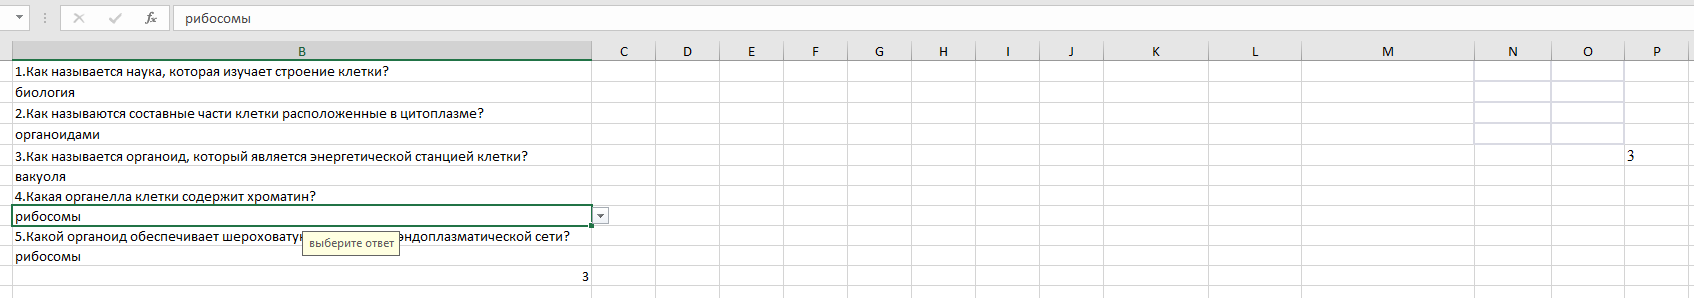 fx рибосомы
B C D E F G H I J K L M N O P
1.Как называется наука, которая изучает строение клетки?
биология
2.Как называются составные части клетки расположенные в цитоплазме?
органоидами
3.Как называется органоид, который является энергетической станцией клетки?
3
вакуоля
4.Какая органелла клетки содержит хроматин?
рибосомы
5.Какой органоид обеспечивает эндоплазматической сети?
выберите ответ
рибосомы
3